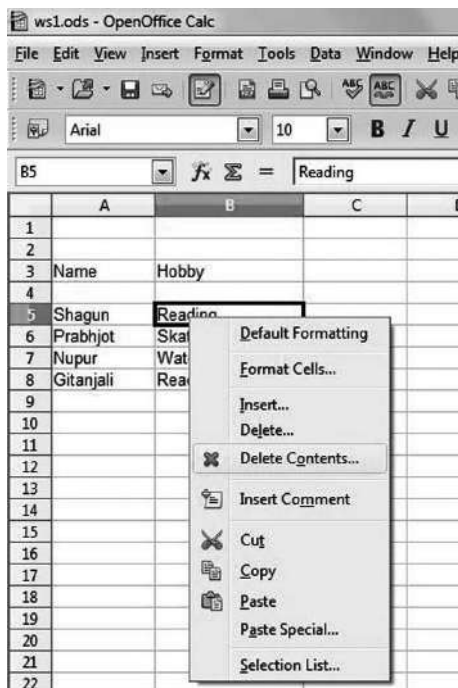 ws1.ods - OpenOffice Calc
File Edit View Insert Format Tools Data Window Help
ABC ABC
Arial 10 B I U
B5 fx Σ = Reading
A B C
1
2
3 Name Hobby
4
5 Shagun Reading
6 Prabhjot
7 Nupur
8 Gitanjali
9
10
11
12
13
14
15
16
17
18
19
20
21
22
Default Formatting
Format Cells...
Insert...
Delete...
Delete Contents...
Insert Comment
Cut
Copy
Paste
Paste Special...
Selection List...